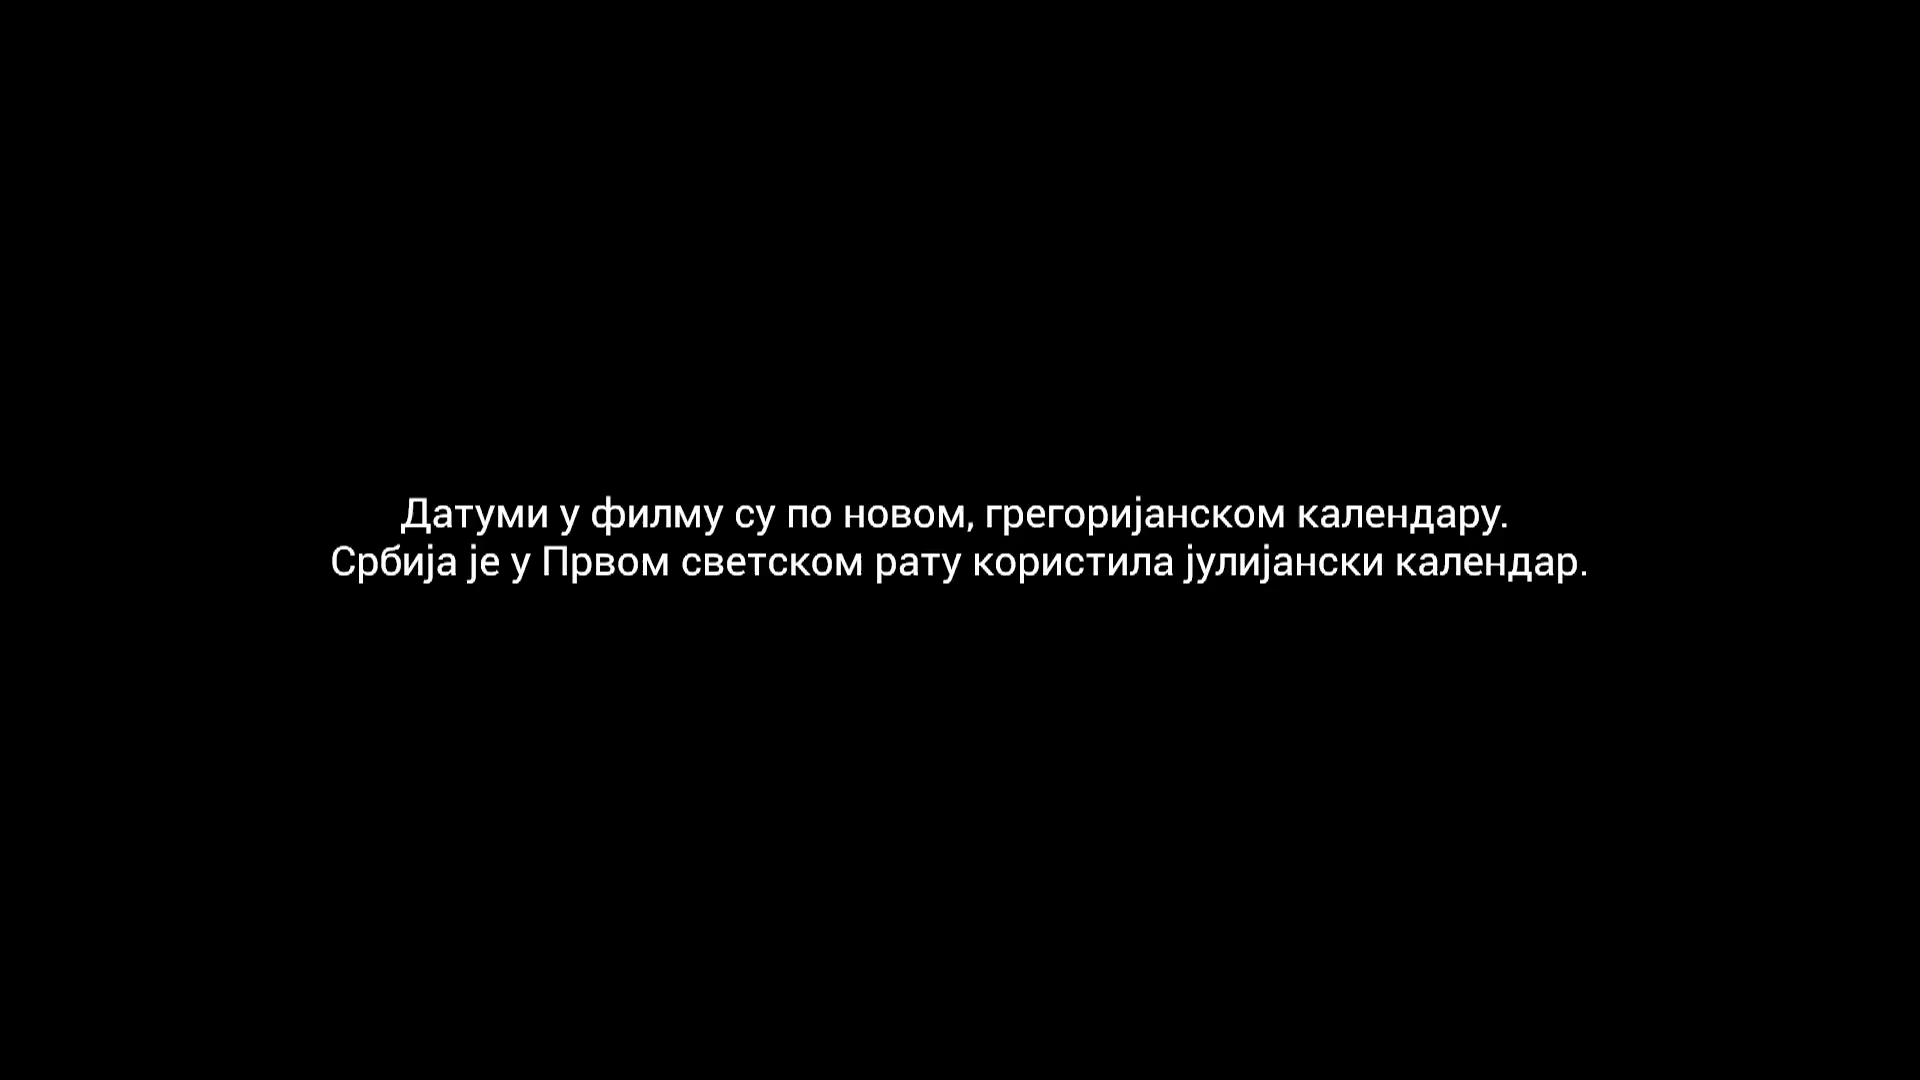 Датуми у филму су по новом, грегоријанском календару.
Србија је у Првом светском рату користила јулијански календар.